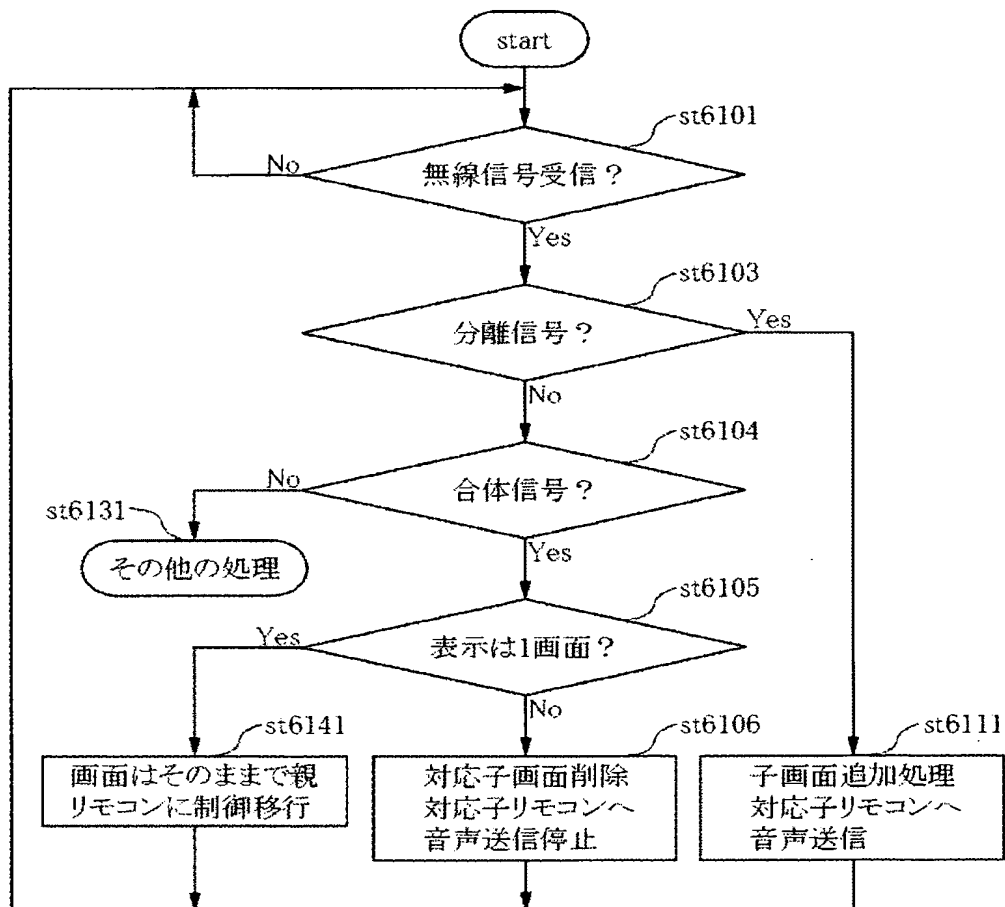 start
st6101
無線信号受信？
No
Yes
st6103
分離信号？
Yes
No
st6104
合体信号？
No
Yes
st6131
その他の処理
st6105
表示は1画面？
Yes
No
st6141
画面はそのままで親
リモコンに制御移行
st6106
対応子画面削除
対応子リモコンへ
音声送信停止
st6111
子画面追加処理
対応子リモコンへ
音声送信